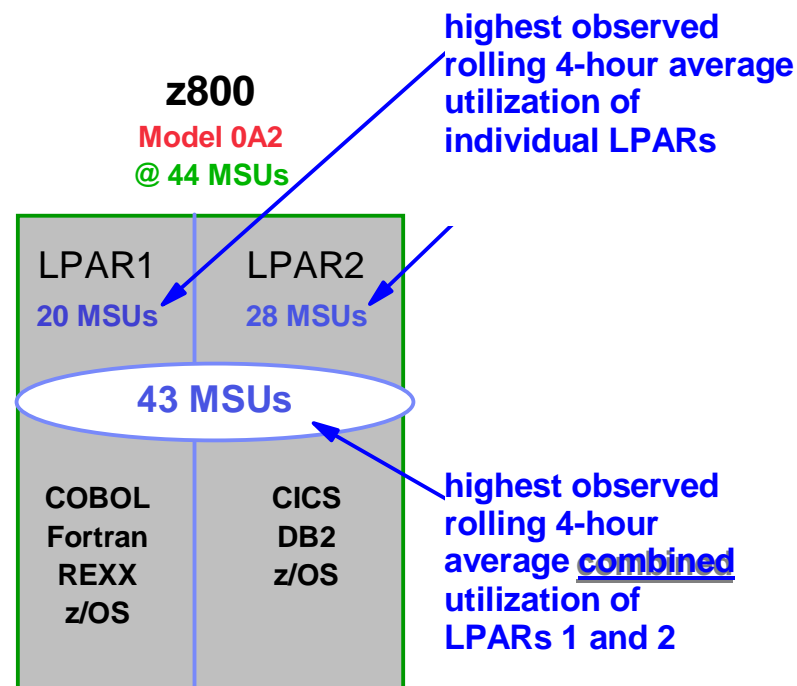 highest observed
rolling 4-hour average
utilization of
individual LPARs
z800
Model 0A2
@ 44 MSUs
LPAR1
20 MSUs
LPAR2
28 MSUs
43 MSUs
COBOL
Fortran
REXX
z/OS
CICS
DB2
z/OS
highest observed
rolling 4-hour
average combined
utilization of
LPARs 1 and 2